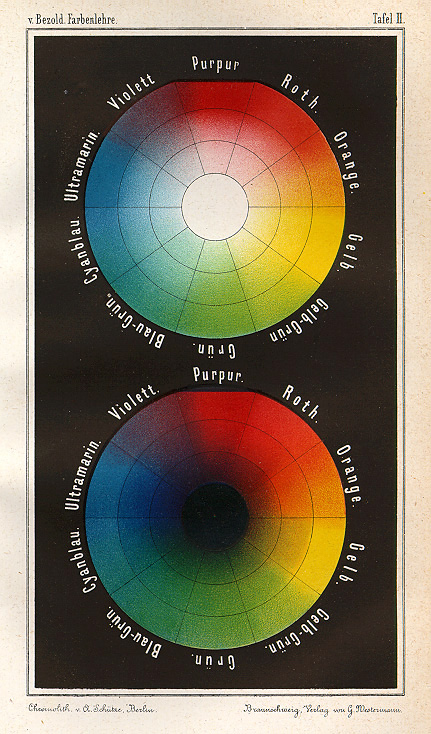 v. Bezold. Farbenlehre.
Tafel II.
Purpur
Roth.
Orange.
Gelb.
Gelb-Grün
Grün.
Blau-Grün.
Cyanblau.
Ultramarin.
Violett
Purpur.
Roth.
Orange.
Gelb.
Gelb-Grün.
Grün.
Blau-Grün.
Cyanblau.
Ultramarin.
Violett.
Chromolith. v. A. Schütze, Berlin.
Braunschweig, Verlag von G. Westermann.